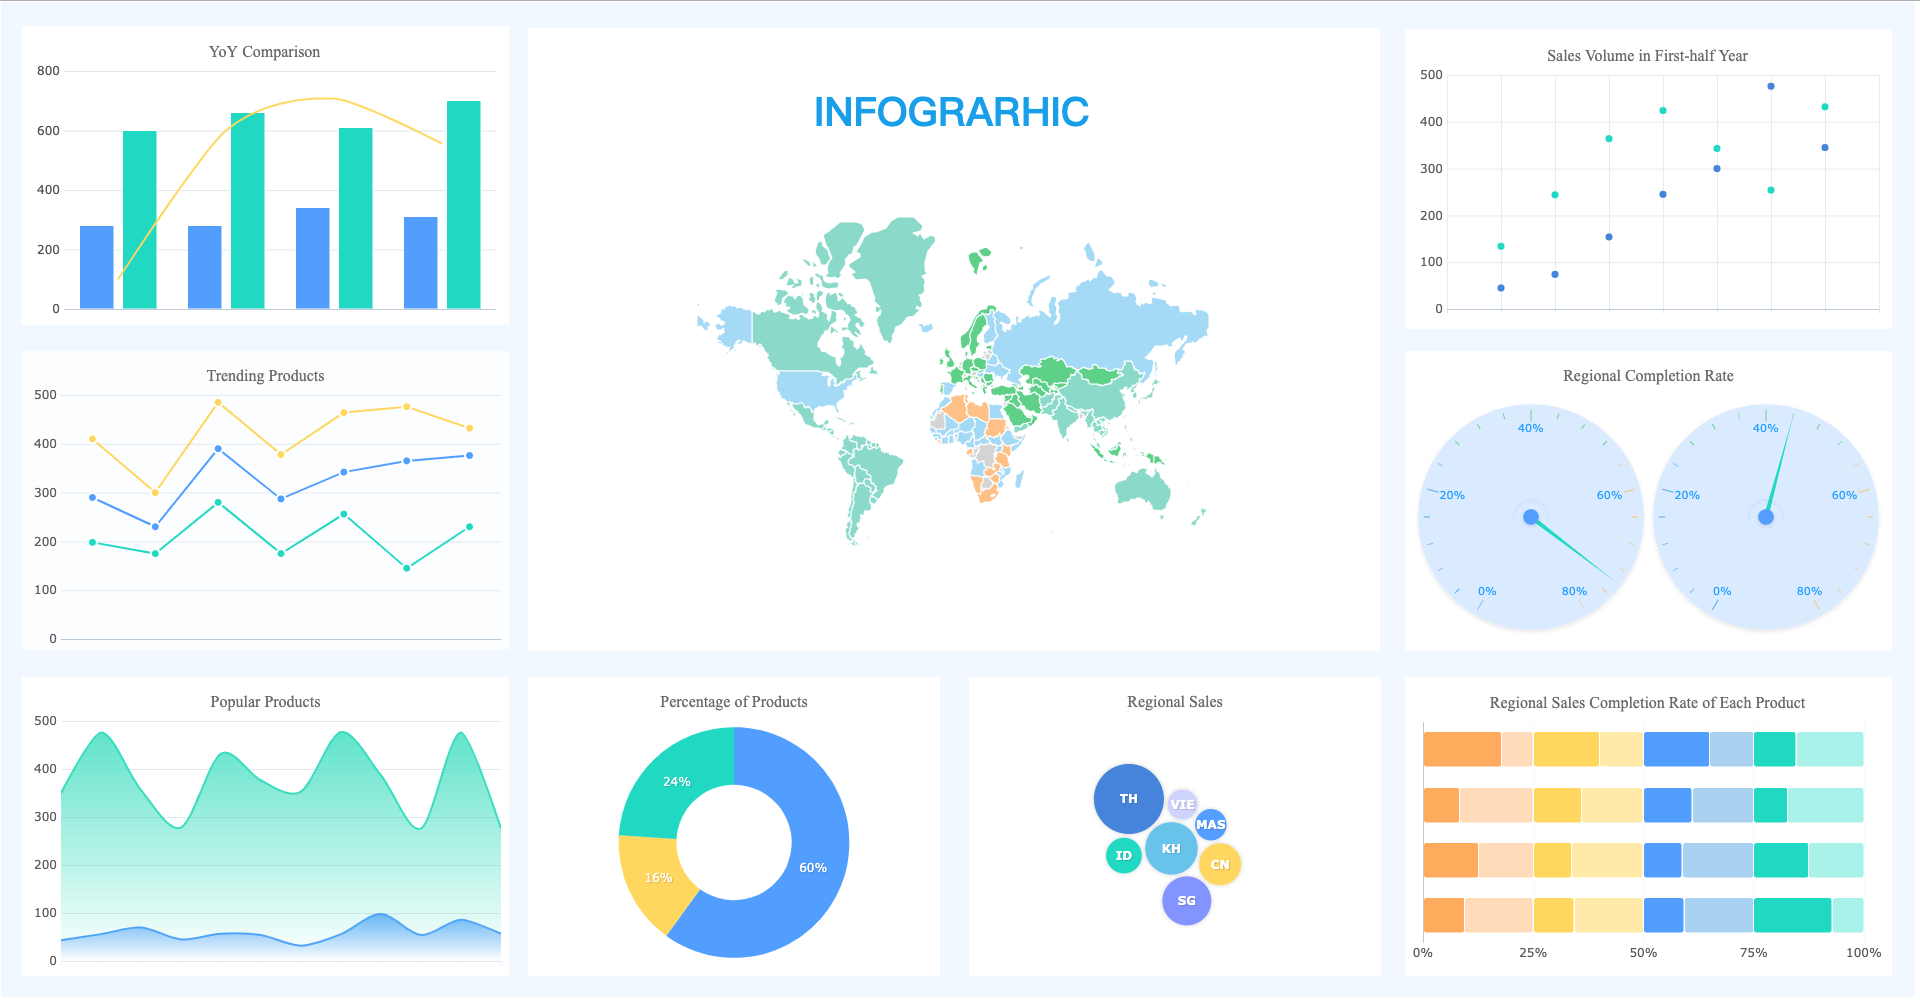 YoY Comparison
800
600
400
200
0
INFOGRARHIC
Sales Volume in First-half Year
500
400
300
200
100
0
Trending Products
500
400
300
200
100
0
Regional Completion Rate
40%
20%
60%
0%
80%
40%
20%
60%
0%
80%
Popular Products
500
400
300
200
100
0
Percentage of Products
24%
16%
60%
Regional Sales
TH
VIE
MAS
ID
KH
CN
SG
Regional Sales Completion Rate of Each Product
0% 25% 50% 75% 100%